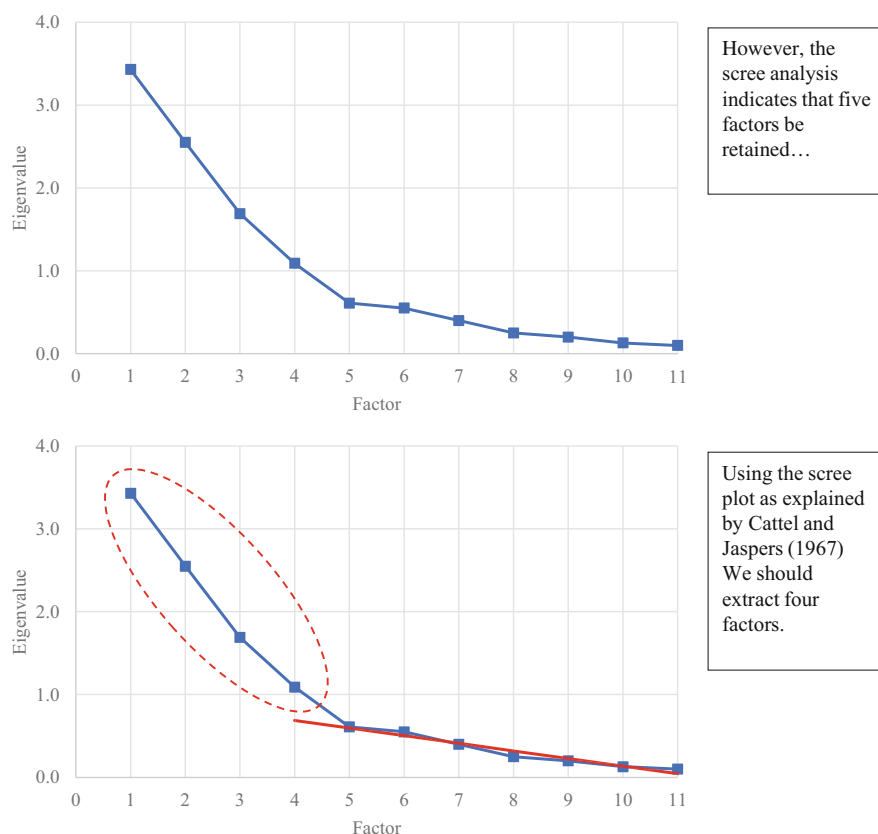 4.0
3.0
2.0
1.0
0.0
Eigenvalue
0 1 2 3 4 5 6 7 8 9 10 11
Factor
However, the
scree analysis
indicates that five
factors be
retained…
4.0
3.0
2.0
1.0
0.0
Eigenvalue
0 1 2 3 4 5 6 7 8 9 10 11
Factor
Using the scree
plot as explained
by Cattel and
Jaspers (1967)
We should
extract four
factors.